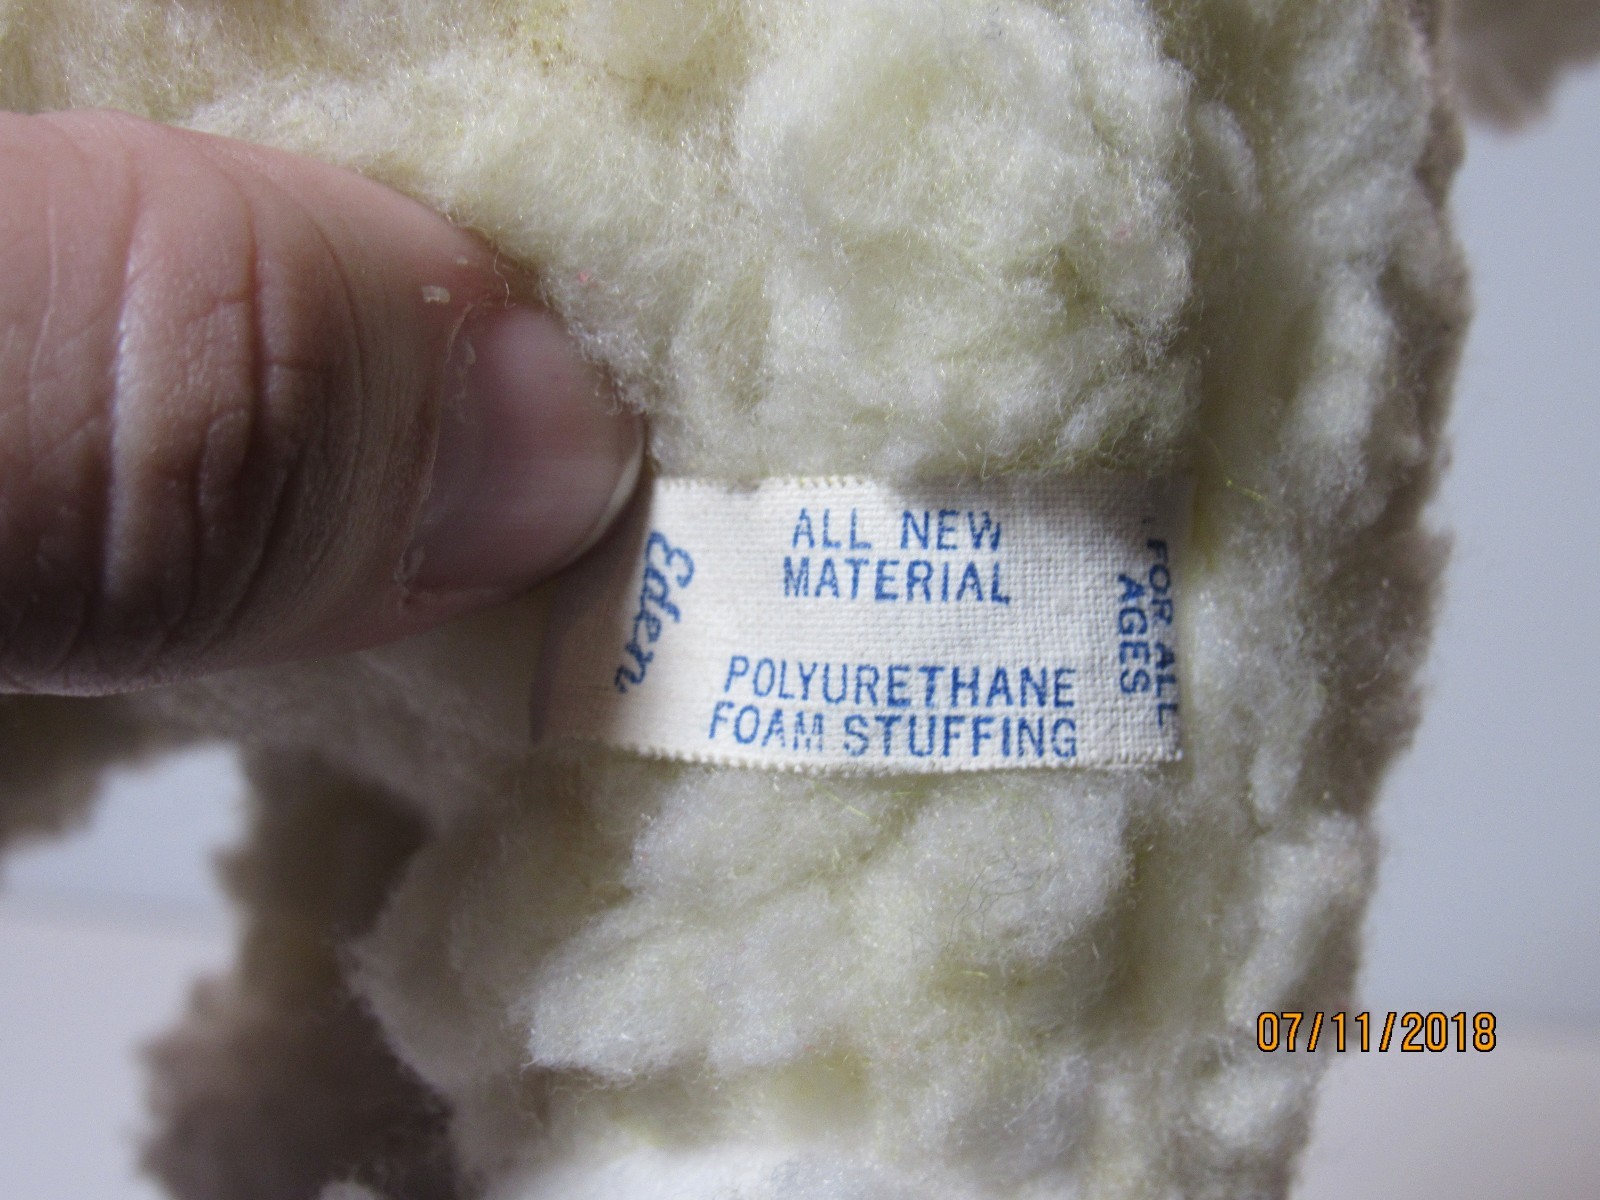 Eden
ALL NEW
MATERIAL
POLYURETHANE
FOAM STUFFING
FOR ALL
AGES
07/11/2018